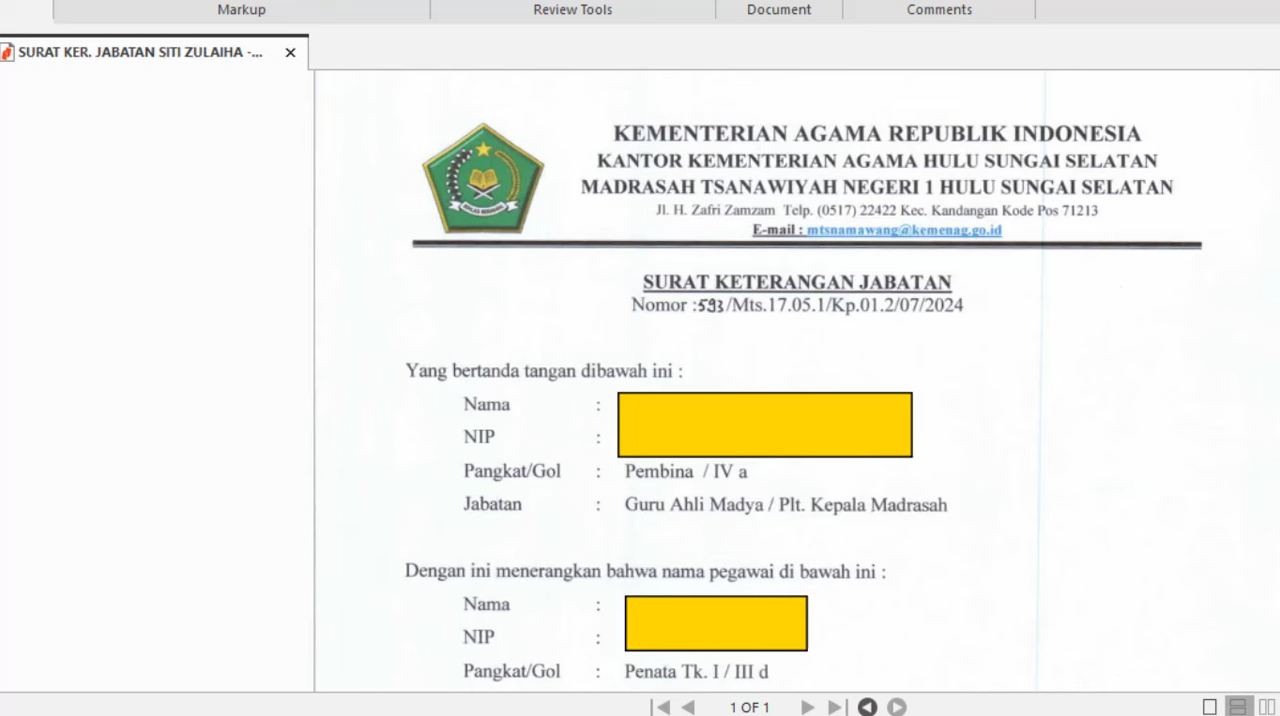 Markup
Review Tools
Document
Comments
SURAT KER. JABATAN SITI ZULAIHA -...
KEMENTERIAN AGAMA REPUBLIK INDONESIA
KANTOR KEMENTERIAN AGAMA HULU SUNGAI SELATAN
MADRASAH TSANAWIYAH NEGERI 1 HULU SUNGAI SELATAN
Jl. H. Zafri Zamzam Telp. (0517) 22422 Kec. Kandangan Kode Pos 71213
E-mail : mtsnamawang@kemenag.go.id
SURAT KETERANGAN JABATAN
Nomor :593/Mts.17.05.1/Kp.01.2/07/2024
Yang bertanda tangan dibawah ini :
Nama :
NIP :
Pangkat/Gol : Pembina / IV a
Jabatan : Guru Ahli Madya / Plt. Kepala Madrasah
Dengan ini menerangkan bahwa nama pegawai di bawah ini :
Nama :
NIP :
Pangkat/Gol : Penata Tk. I / III d
1 OF 1